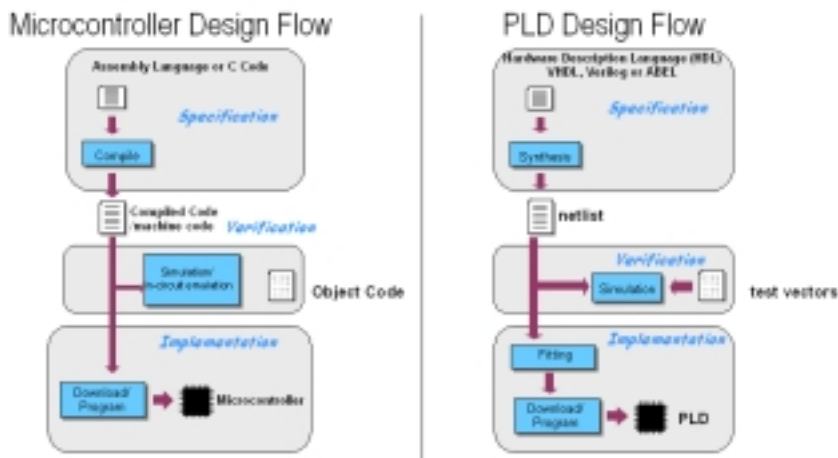 Microcontroller Design Flow
Assembly Language or C Code
Specification
Compile
Compiled Code
/machine code
Verification
Simulation/
in-circuit emulation
Object Code
Implementation
Download/
Program
Microcontroller
PLD Design Flow
Hardware Description Language (HDL)
VHDL, Verilog or ABEL
Specification
Synthesis
netlist
Verification
Simulation
test vectors
Implementation
Fitting
Download/
Program
PLD